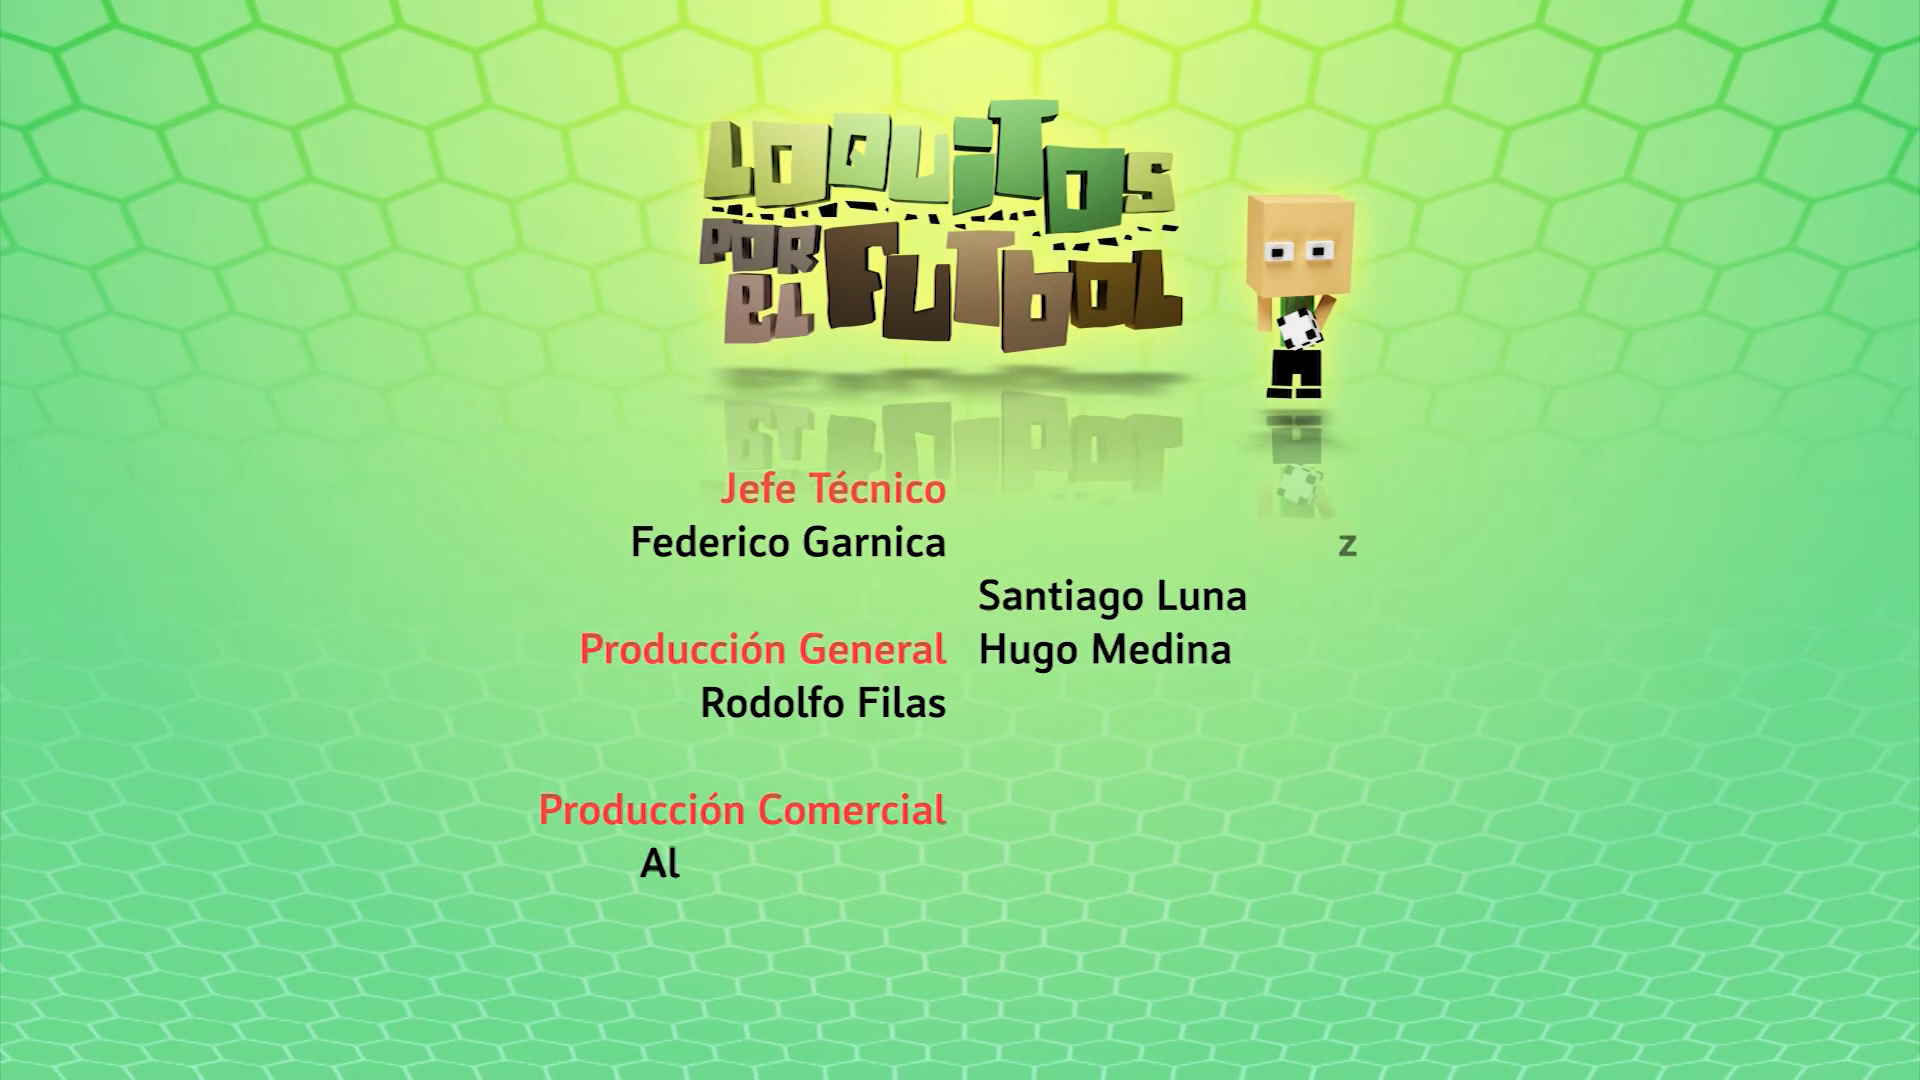 LOQUITOS
POR EL FUTBOL
Jefe Técnico
Federico Garnica
z
Santiago Luna
Producción General
Hugo Medina
Rodolfo Filas
Producción Comercial
Al